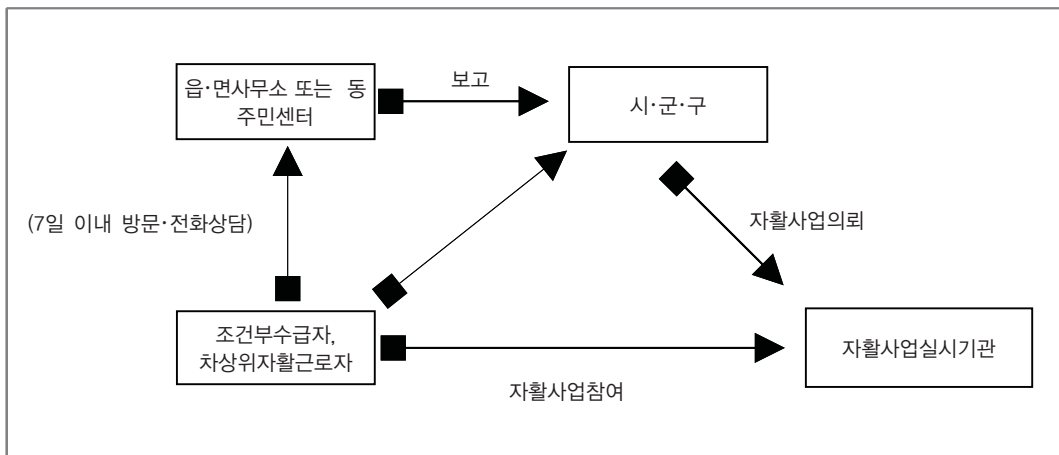 읍·면사무소 또는 동
주민센터
보고
시·군·구
(7일 이내 방문·전화상담)
자활사업의뢰
조건부수급자,
차상위자활근로자
자활사업실시기관
자활사업참여